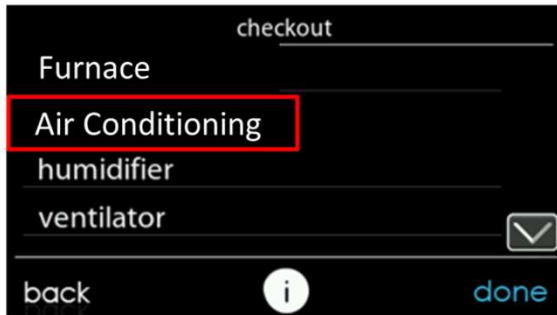 checkout
Furnace
Air Conditioning
humidifier
ventilator
back i done